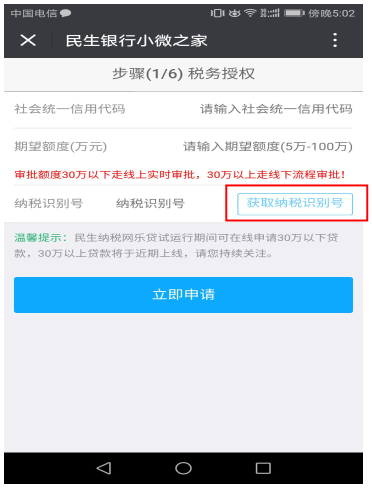 中国电信 傍晚5:02
民生银行小微之家
步骤(1/6) 税务授权
社会统一信用代码 请输入社会统一信用代码
期望额度(万元) 请输入期望额度(5万-100万)
审批额度30万以下走线上实时审批，30万以上走线下流程审批！
纳税识别号 纳税识别号 获取纳税识别号
温馨提示：民生纳税网乐贷试运行期间可在线申请30万以下贷
款，30万以上贷款将于近期上线，请您持续关注。
立即申请